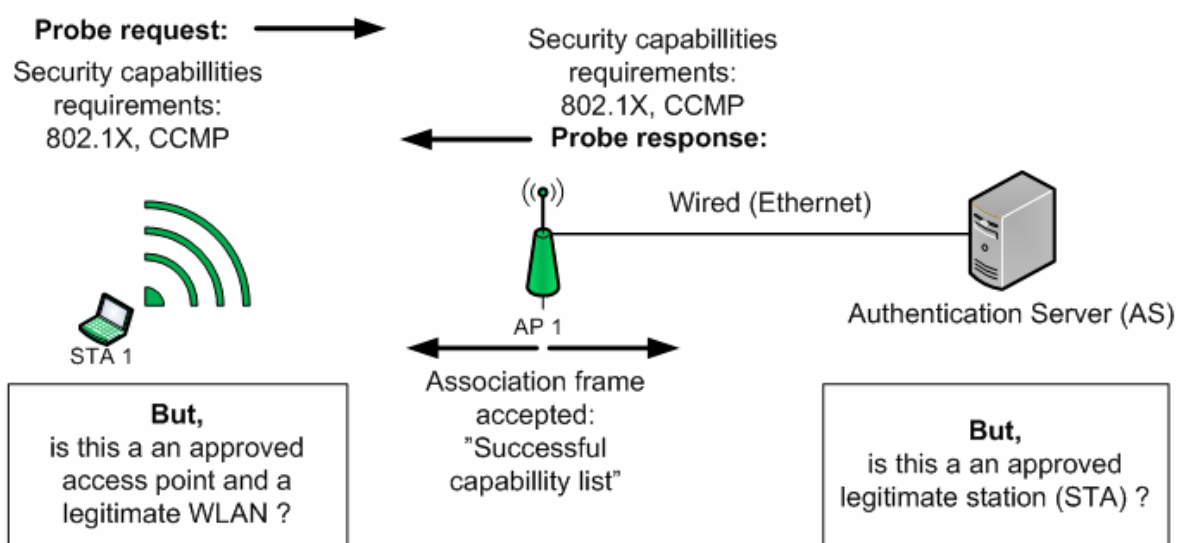 Probe request:
Security capabillities
requirements:
802.1X, CCMP
Security capabillities
requirements:
802.1X, CCMP
Probe response:
Wired (Ethernet)
STA 1
AP 1
Authentication Server (AS)
Association frame
accepted:
"Successful
capabillity list"
But,
is this a an approved
access point and a
legitimate WLAN ?
But,
is this a an approved
legitimate station (STA) ?